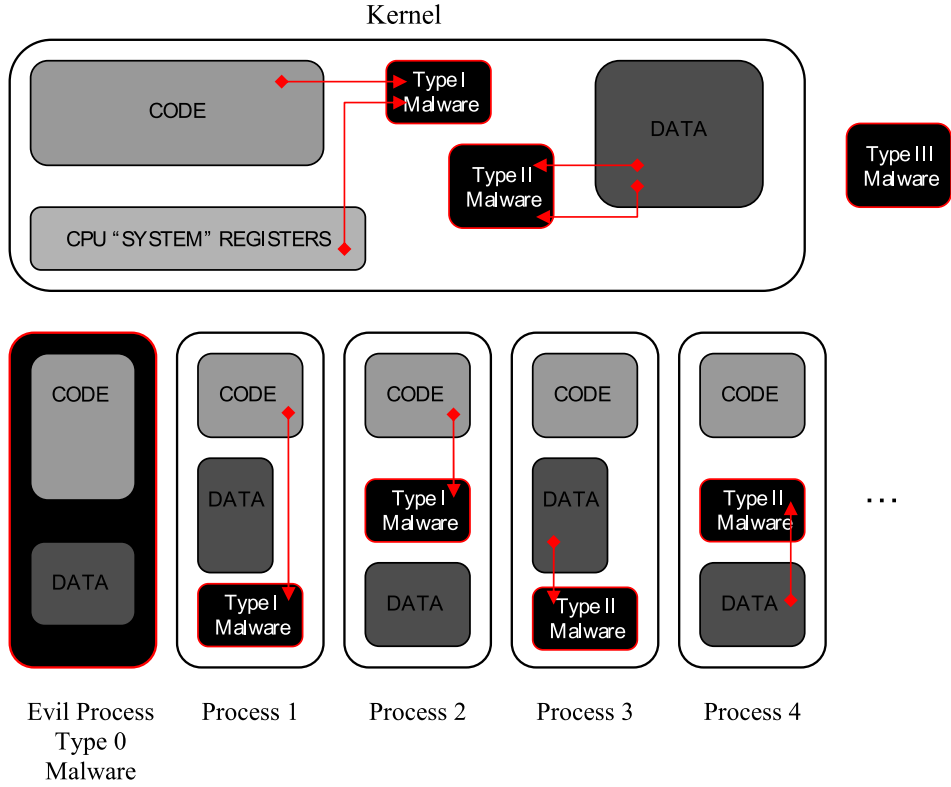 Kernel
CODE
Type I
Malware
DATA
Type II
Malware
Type III
Malware
CPU “SYSTEM” REGISTERS
CODE
DATA
Evil Process
Type 0
Malware
CODE
DATA
Type I
Malware
Process 1
CODE
Type I
Malware
DATA
Process 2
CODE
DATA
Type II
Malware
Process 3
CODE
Type II
Malware
DATA
Process 4
...